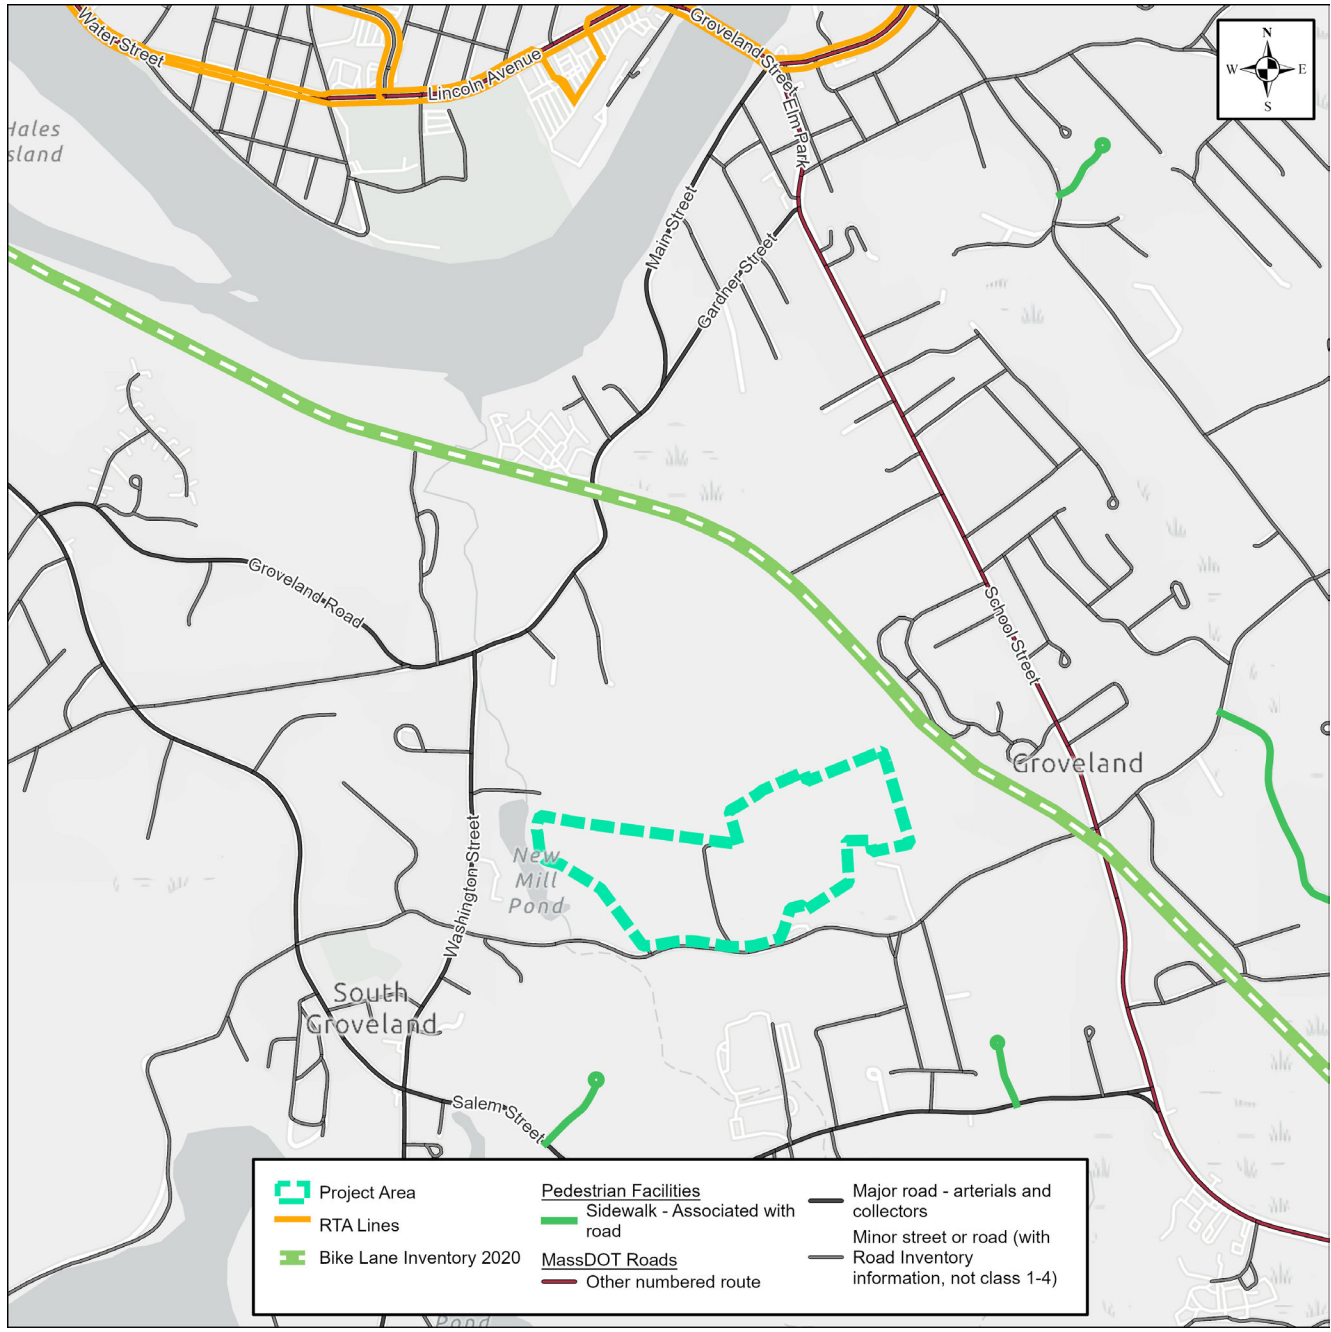 Water Street
Lincoln Avenue
Groveland Street
Elm Park
N
W
E
S
Hales
sland
Main Street
Gardner Street
Groveland Road
School Street
Groveland
New
Mill
Pond
Washington Street
South
Groveland
Salem Street
Project Area
RTA Lines
Bike Lane Inventory 2020
Pedestrian Facilities
Sidewalk - Associated with
road
MassDOT Roads
Other numbered route
Major road - arterials and
collectors
Minor street or road (with
Road Inventory
information, not class 1-4)
Pond